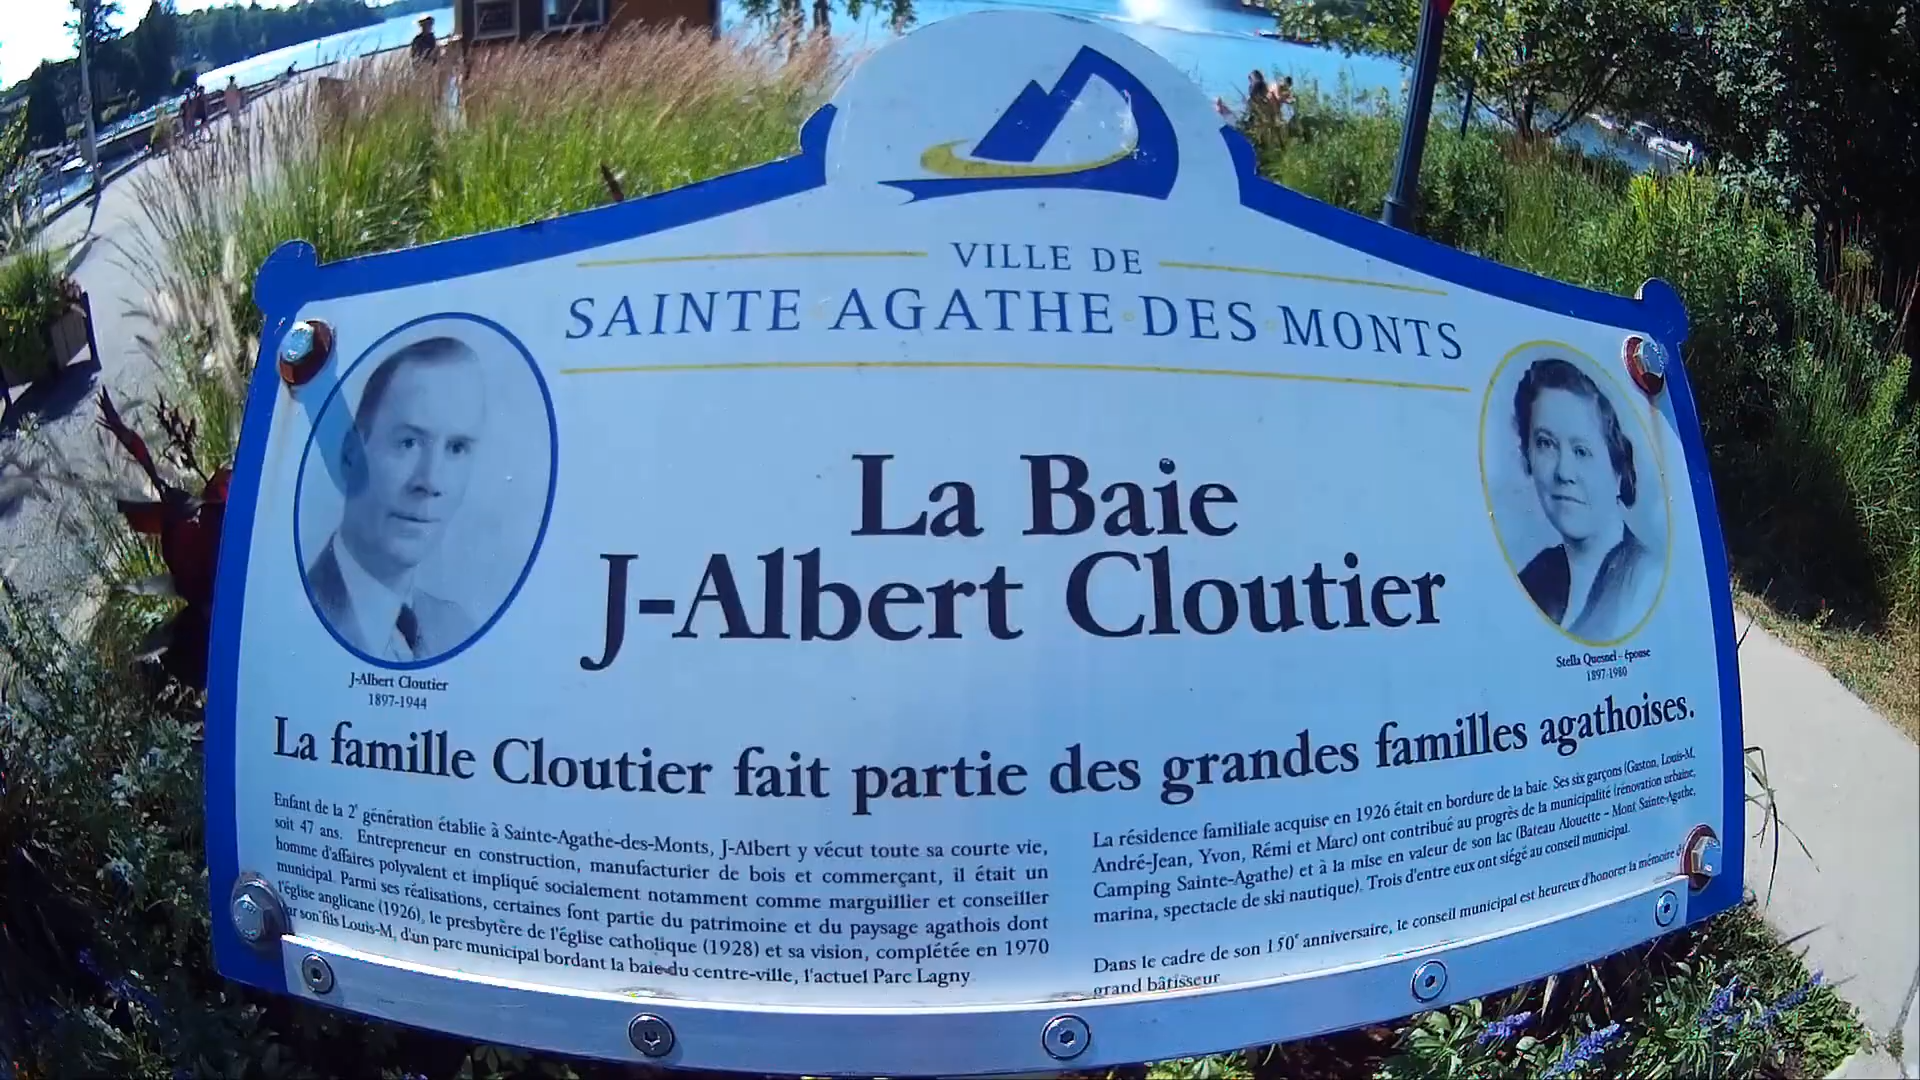 VILLE DE
SAINTE AGATHE DES MONTS
La Baie
J-Albert Cloutier
J-Albert Cloutier
1897-1944
Stella Quesnel - épouse
1897-1980
La famille Cloutier fait partie des grandes familles agathoises.
Enfant de la 2e génération établie à Sainte-Agathe-des-Monts, J-Albert y vécut toute sa courte vie,
soit 47 ans. Entrepreneur en construction, manufacturier de bois et commerçant, il était un
homme d'affaires polyvalent et impliqué socialement notamment comme marguillier et conseiller
municipal. Parmi ses réalisations, certaines font partie du patrimoine et du paysage agathois dont
l'église anglicane (1926), le presbytère de l'église catholique (1928) et sa vision, complétée en 1970
par son fils Louis-M, d'un parc municipal bordant la baie du centre-ville, l'actuel Parc Lagny
La résidence familiale acquise en 1926 était en bordure de la baie. Ses six garçons (Gaston, Louis-M,
André-Jean, Yvon, Rémi et Marc) ont contribué au progrès de la municipalité (rénovation urbaine,
Camping Sainte-Agathe) et à la mise en valeur de son lac (Bateau Alouette - Mont Sainte-Agathe,
marina, spectacle de ski nautique). Trois d'entre eux ont siégé au conseil municipal.
Dans le cadre de son 150e anniversaire, le conseil municipal est heureux d'honorer la mémoire
grand bâtisseur